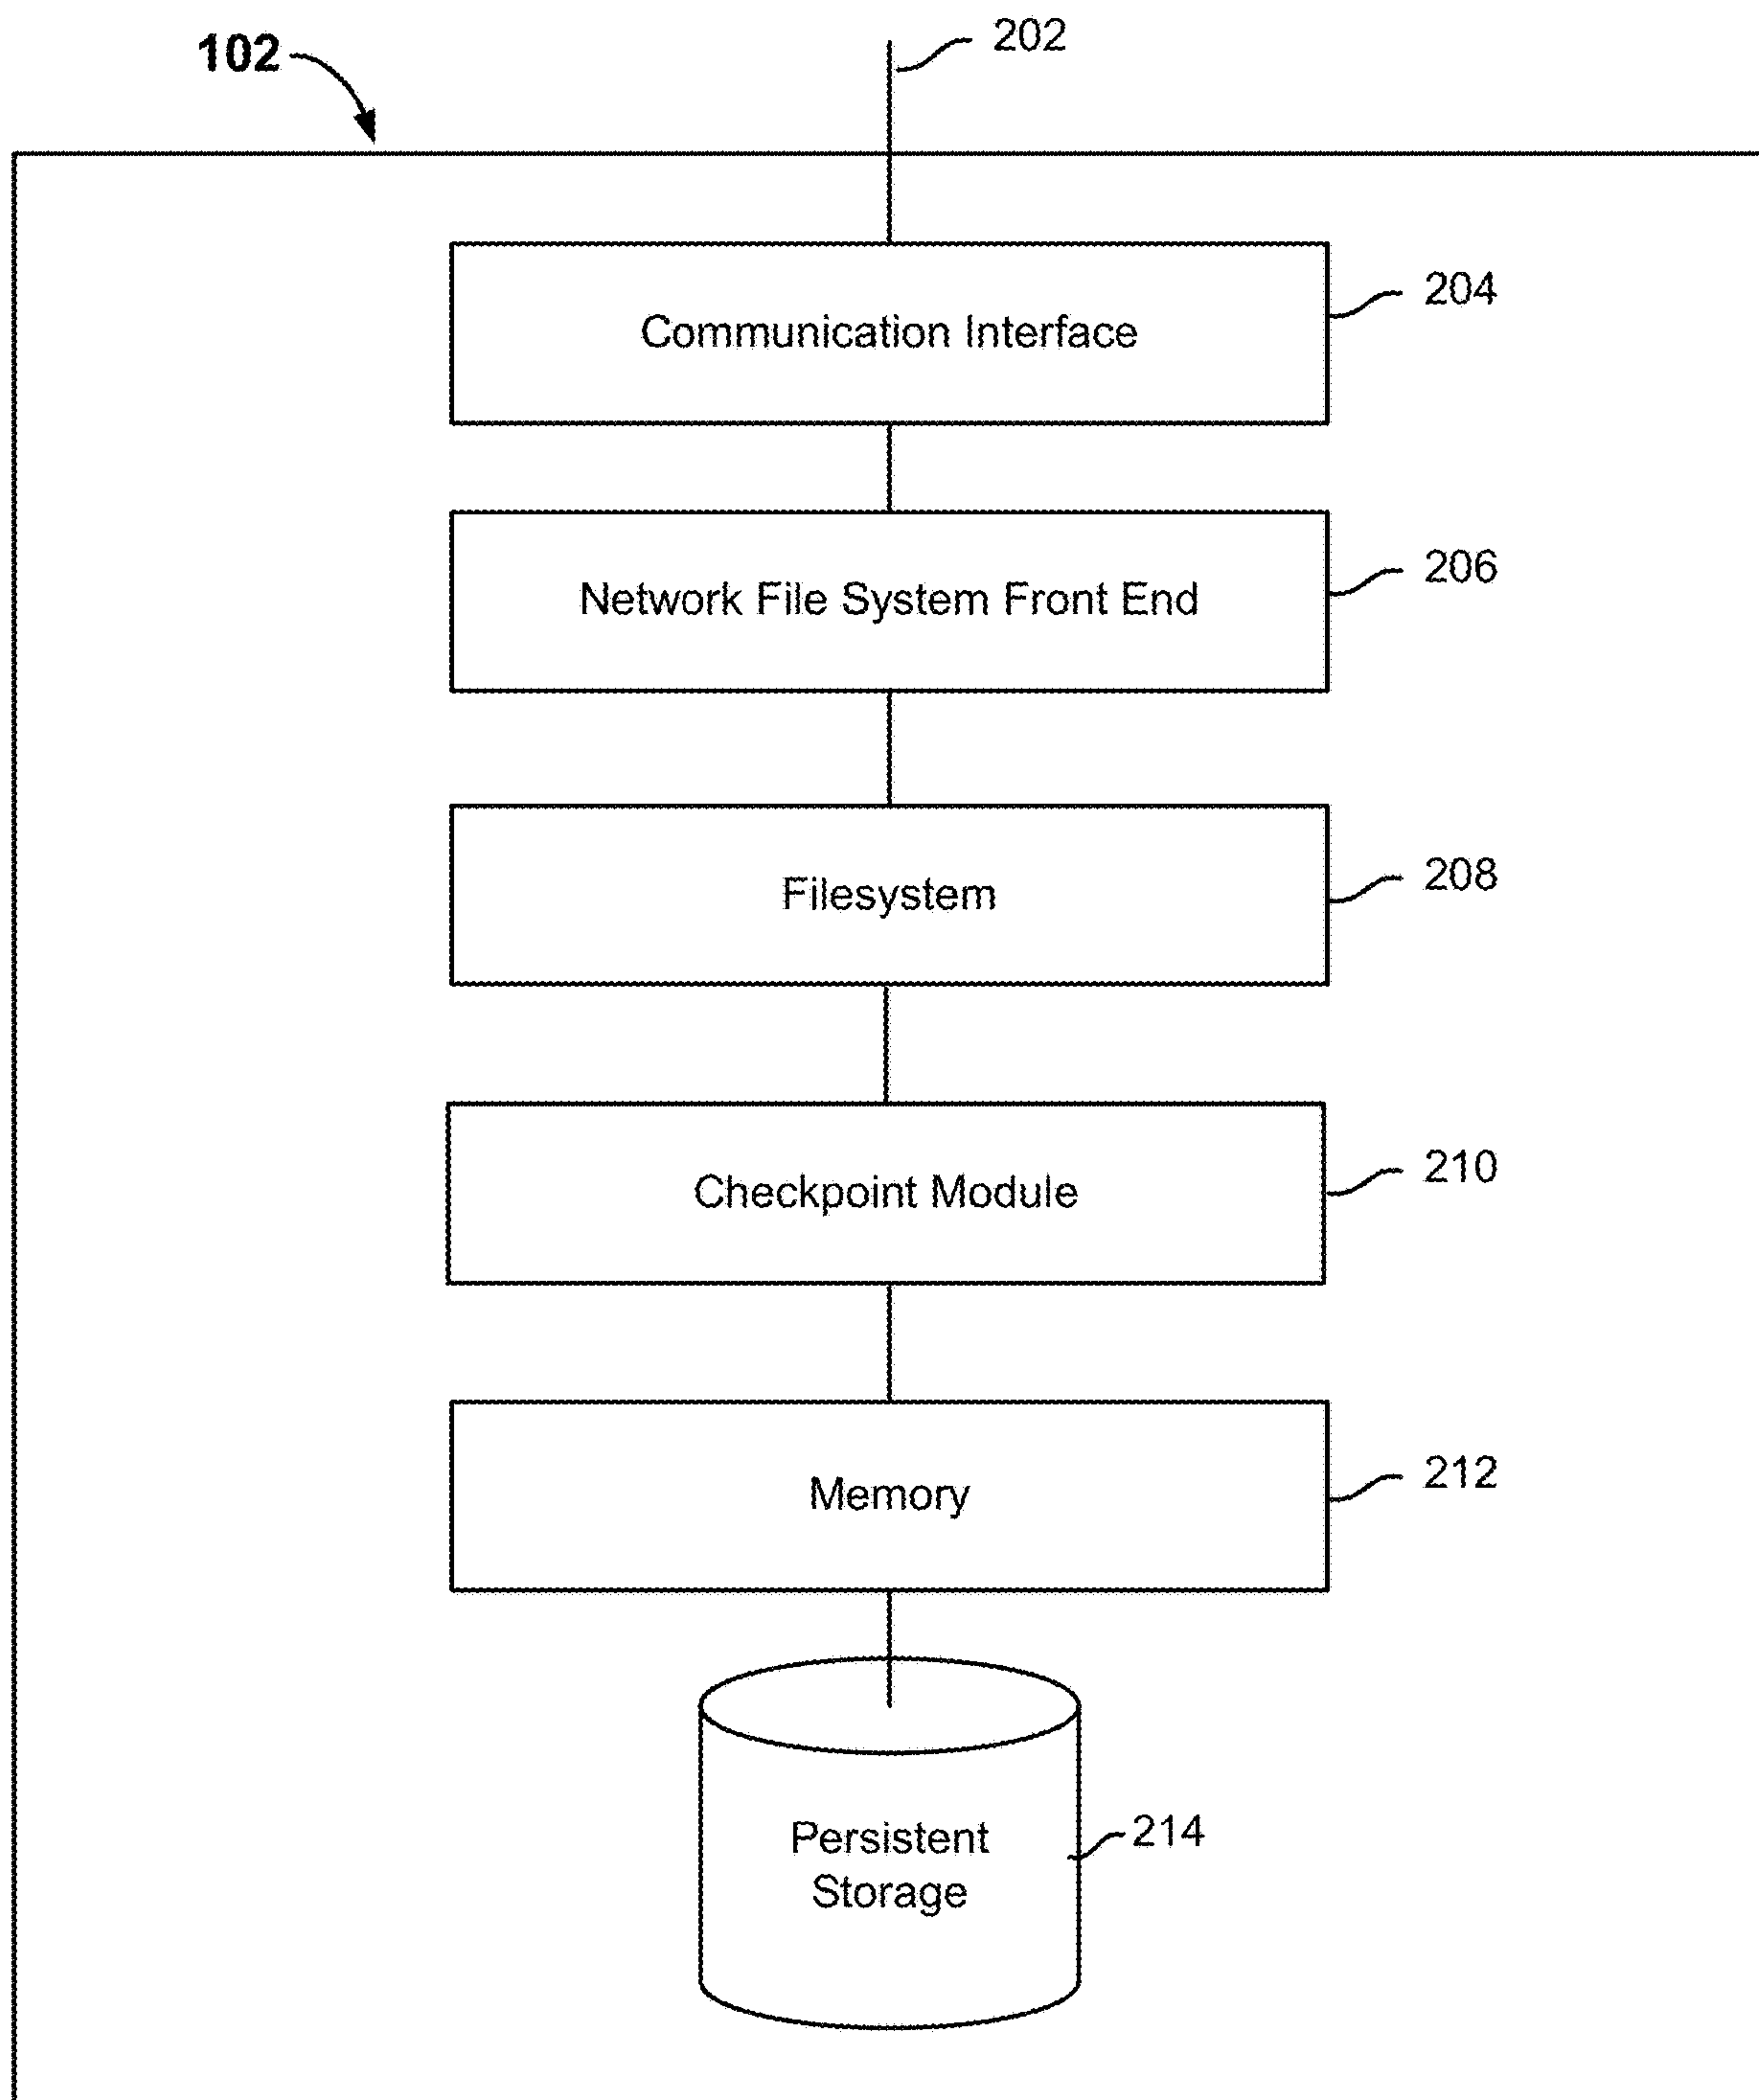 102
202
Communication Interface
204
Network File System Front End
206
Filesystem
208
Checkpoint Module
210
Memory
212
Persistent
Storage
214